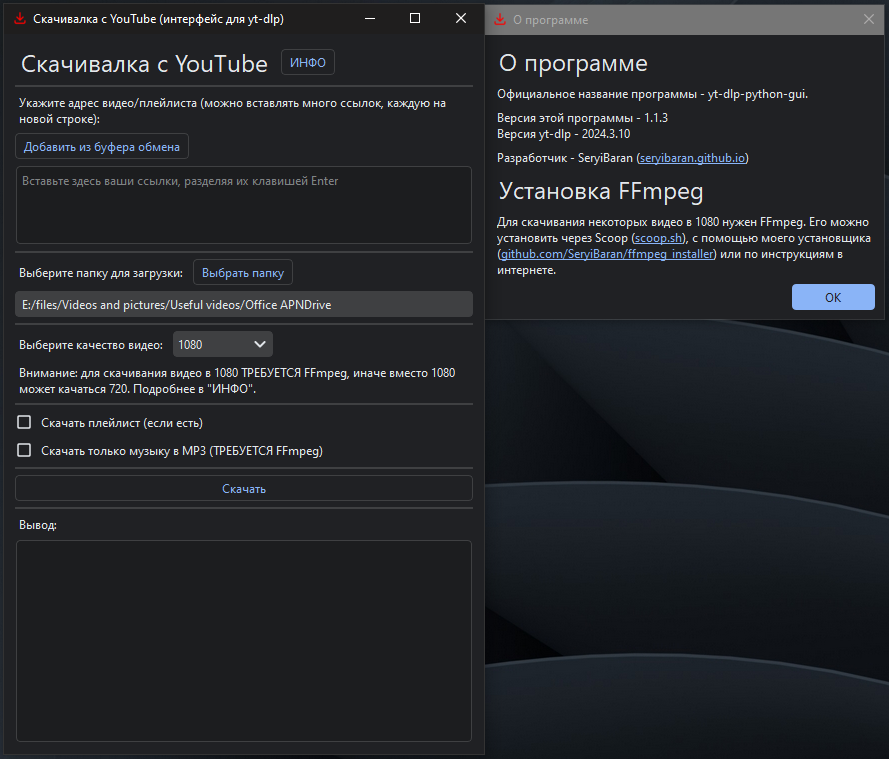 Скачивалка с YouTube (интерфейс для yt-dlp)
Скачивалка с YouTube
ИНФО
Укажите адрес видео/плейлиста (можно вставлять много ссылок, каждую на
новой строке):
Добавить из буфера обмена
Вставьте здесь ваши ссылки, разделяя их клавишей Enter
Выберите папку для загрузки:
Выбрать папку
E:/files/Videos and pictures/Useful videos/Office APNDrive
Выберите качество видео:
1080
Внимание: для скачивания видео в 1080 ТРЕБУЕТСЯ FFmpeg, иначе вместо 1080
может качаться 720. Подробнее в "ИНФО".
Скачать плейлист (если есть)
Скачать только музыку в MP3 (ТРЕБУЕТСЯ FFmpeg)
Скачать
Вывод:
О программе
О программе
Официальное название программы - yt-dlp-python-gui.
Версия этой программы - 1.1.3
Версия yt-dlp - 2024.3.10
Разработчик - SeryiBaran (seryibaran.github.io)
Установка FFmpeg
Для скачивания некоторых видео в 1080 нужен FFmpeg. Его можно
установить через Scoop (scoop.sh), с помощью моего установщика
(github.com/SeryiBaran/ffmpeg_installer) или по инструкциям в
интернете.
OK